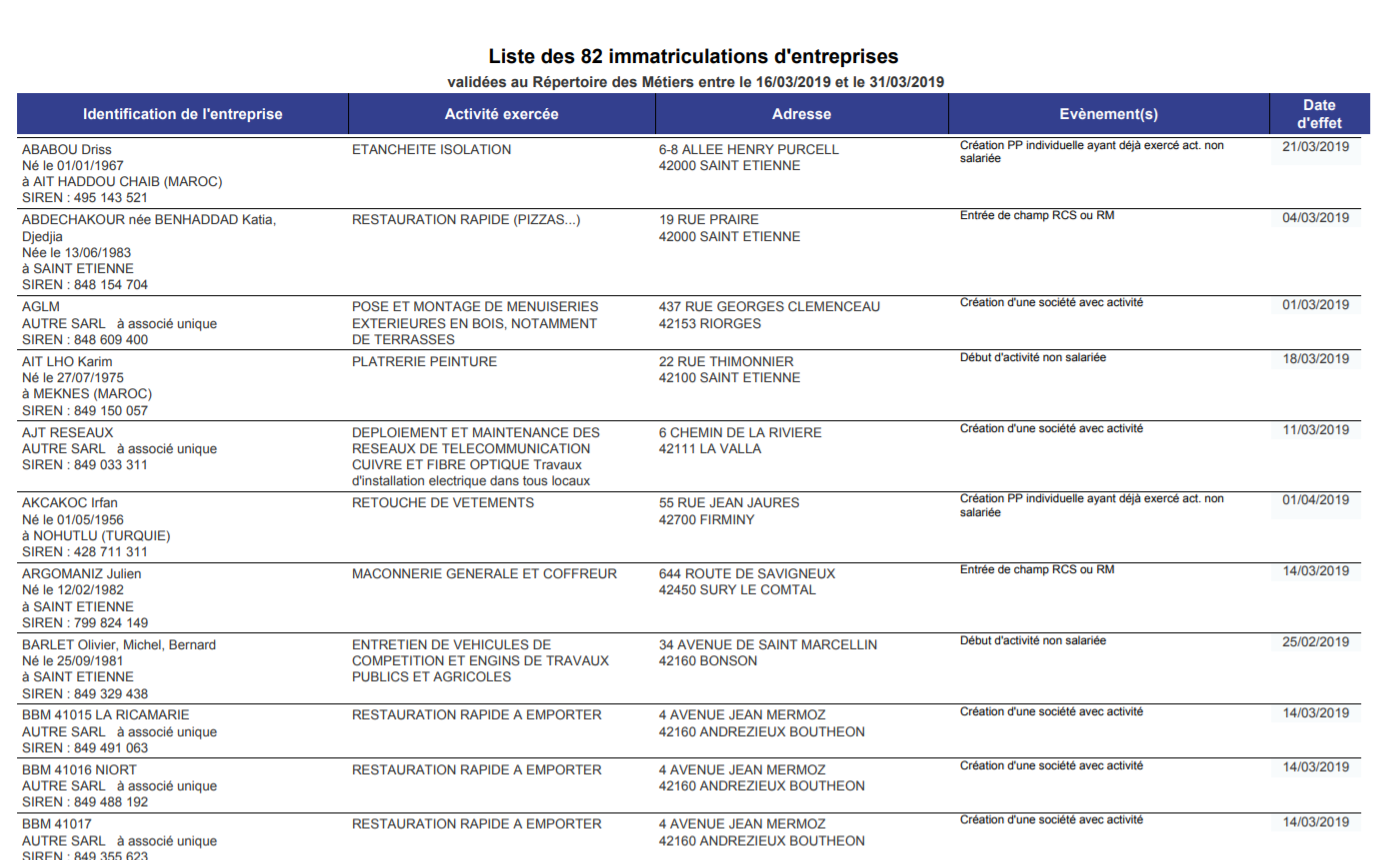 Liste des 82 immatriculations d'entreprises
validées au Répertoire des Métiers entre le 16/03/2019 et le 31/03/2019
Identification de l'entreprise Activité exercée Adresse Evènement(s) Date d'effet
ABABOU Driss ETANCHEITE ISOLATION 6-8 ALLEE HENRY PURCELL Création PP individuelle ayant déjà exercé act. non 21/03/2019
Né le 01/01/1967 42000 SAINT ETIENNE salariée
à AIT HADDOU CHAIB (MAROC)
SIREN : 495 143 521
ABDECHAKOUR née BENHADDAD Katia, RESTAURATION RAPIDE (PIZZAS...) 19 RUE PRAIRE Entrée de champ RCS ou RM 04/03/2019
Djedjia 42000 SAINT ETIENNE
Née le 13/06/1983
à SAINT ETIENNE
SIREN : 848 154 704
AGLM POSE ET MONTAGE DE MENUISERIES 437 RUE GEORGES CLEMENCEAU Création d'une société avec activité 01/03/2019
AUTRE SARL à associé unique EXTERIEURES EN BOIS, NOTAMMENT 42153 RIORGES
SIREN : 848 609 400 DE TERRASSES
AIT LHO Karim PLATRERIE PEINTURE 22 RUE THIMONNIER Début d'activité non salariée 18/03/2019
Né le 27/07/1975 42100 SAINT ETIENNE
à MEKNES (MAROC)
SIREN : 849 150 057
AJT RESEAUX DEPLOIEMENT ET MAINTENANCE DES 6 CHEMIN DE LA RIVIERE Création d'une société avec activité 11/03/2019
AUTRE SARL à associé unique RESEAUX DE TELECOMMUNICATION 42111 LA VALLA
SIREN : 849 033 311 CUIVRE ET FIBRE OPTIQUE Travaux
d'installation electrique dans tous locaux
AKCAKOC Irfan RETOUCHE DE VETEMENTS 55 RUE JEAN JAURES Création PP individuelle ayant déjà exercé act. non 01/04/2019
Né le 01/05/1956 42700 FIRMINY salariée
à NOHUTLU (TURQUIE)
SIREN : 428 711 311
ARGOMANIZ Julien MACONNERIE GENERALE ET COFFREUR 644 ROUTE DE SAVIGNEUX Entrée de champ RCS ou RM 14/03/2019
Né le 12/02/1982 42450 SURY LE COMTAL
à SAINT ETIENNE
SIREN : 799 824 149
BARLET Olivier, Michel, Bernard ENTRETIEN DE VEHICULES DE 34 AVENUE DE SAINT MARCELLIN Début d'activité non salariée 25/02/2019
Né le 25/09/1981 COMPETITION ET ENGINS DE TRAVAUX 42160 BONSON
à SAINT ETIENNE PUBLICS ET AGRICOLES
SIREN : 849 329 438
BBM 41015 LA RICAMARIE RESTAURATION RAPIDE A EMPORTER 4 AVENUE JEAN MERMOZ Création d'une société avec activité 14/03/2019
AUTRE SARL à associé unique 42160 ANDREZIEUX BOUTHEON
SIREN : 849 491 063
BBM 41016 NIORT RESTAURATION RAPIDE A EMPORTER 4 AVENUE JEAN MERMOZ Création d'une société avec activité 14/03/2019
AUTRE SARL à associé unique 42160 ANDREZIEUX BOUTHEON
SIREN : 849 488 192
BBM 41017 RESTAURATION RAPIDE A EMPORTER 4 AVENUE JEAN MERMOZ Création d'une société avec activité 14/03/2019
AUTRE SARL à associé unique 42160 ANDREZIEUX BOUTHEON
SIREN : 849 355 623